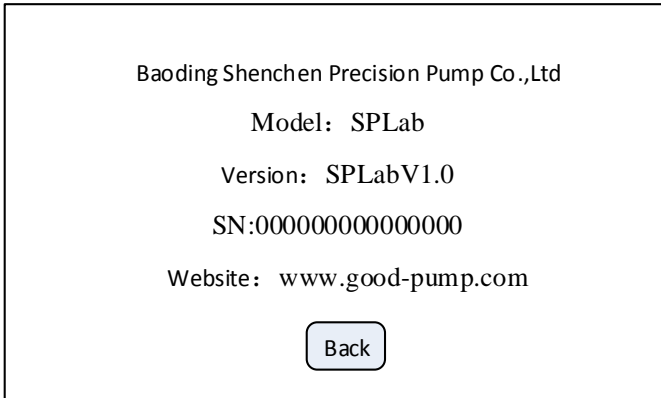 Baoding Shenchen Precision Pump Co.,Ltd
Model：SPLab
Version：SPLabV1.0
SN:000000000000000
Website：www.good-pump.com
Back